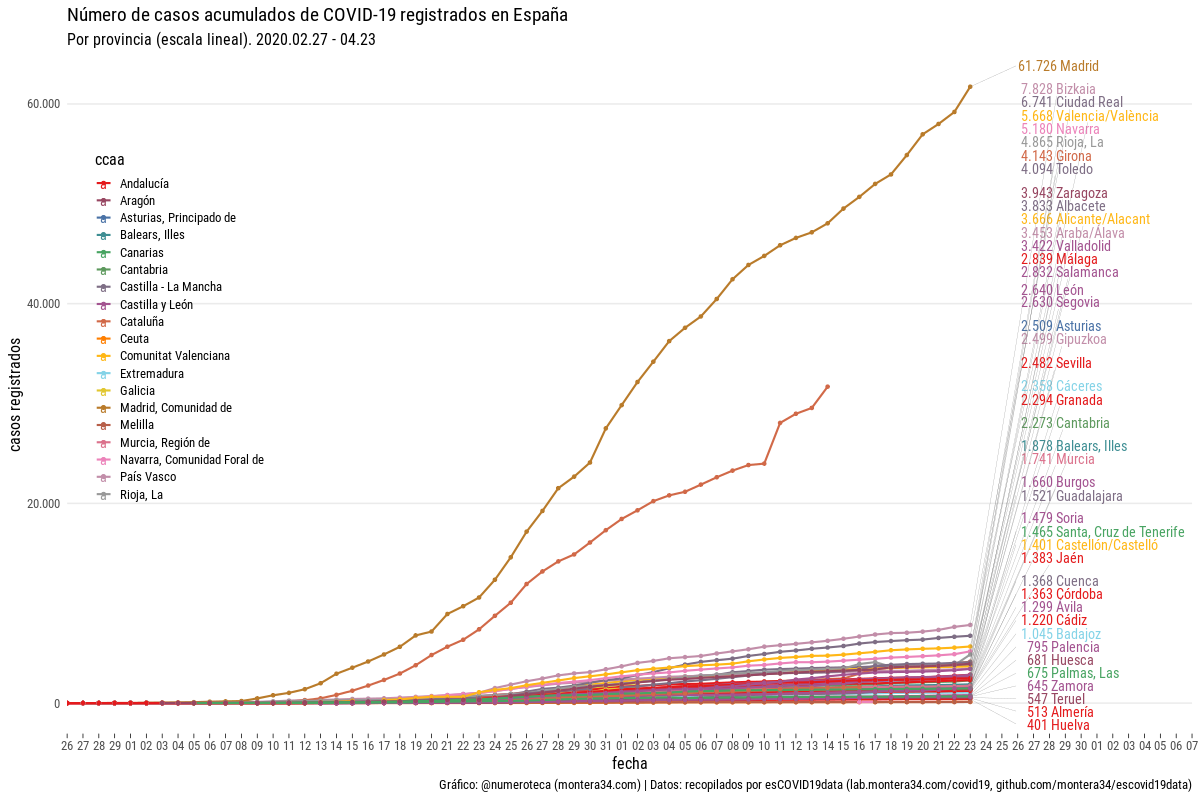 Número de casos acumulados de COVID-19 registrados en España
Por provincia (escala lineal). 2020.02.27 - 04.23
casos registrados
60.000
40.000
20.000
0
ccaa
Andalucía
Aragón
Asturias, Principado de
Balears, Illes
Canarias
Cantabria
Castilla - La Mancha
Castilla y León
Cataluña
Ceuta
Comunitat Valenciana
Extremadura
Galicia
Madrid, Comunidad de
Melilla
Murcia, Región de
Navarra, Comunidad Foral de
País Vasco
Rioja, La
61.726 Madrid
7.828 Bizkaia
6.741 Ciudad Real
5.668 Valencia/València
5.180 Navarra
4.865 Rioja, La
4.143 Girona
4.094 Toledo
3.943 Zaragoza
3.833 Albacete
3.666 Alicante/Alacant
3.453 Araba/Álava
3.422 Valladolid
2.839 Málaga
2.832 Salamanca
2.640 León
2.630 Segovia
2.509 Asturias
2.499 Gipuzkoa
2.482 Sevilla
2.358 Cáceres
2.294 Granada
2.273 Cantabria
1.878 Balears, Illes
1.741 Murcia
1.660 Burgos
1.521 Guadalajara
1.479 Soria
1.465 Santa, Cruz de Tenerife
1.401 Castellón/Castelló
1.383 Jaén
1.368 Cuenca
1.363 Córdoba
1.299 Ávila
1.220 Cádiz
1.045 Badajoz
795 Palencia
681 Huesca
675 Palmas, Las
645 Zamora
547 Teruel
513 Almería
401 Huelva
26 27 28 29 01 02 03 04 05 06 07 08 09 10 11 12 13 14 15 16 17 18 19 20 21 22 23 24 25 26 27 28 29 30 31 01 02 03 04 05 06 07 08 09 10 11 12 13 14 15 16 17 18 19 20 21 22 23 24 25 26 27 28 29 30 01 02 03 04 05 06 07
fecha
Gráfico: @numeroteca (montera34.com) | Datos: recopilados por esCOVID19data (lab.montera34.com/covid19, github.com/montera34/escovid19data)